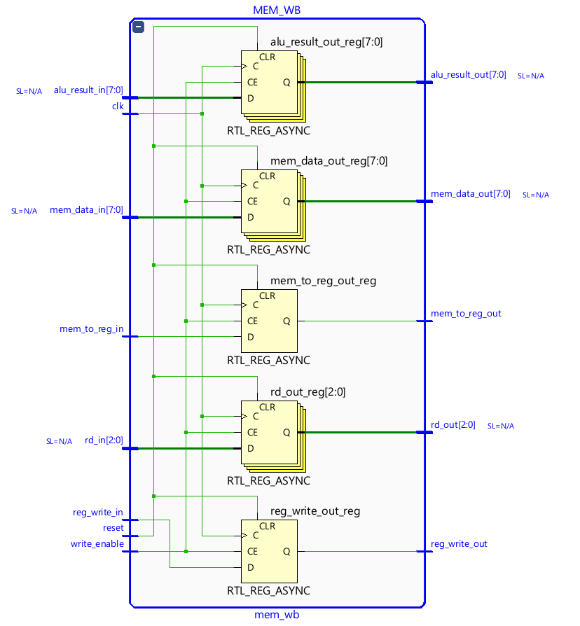 MEM_WB
alu_result_out_reg[7:0]
CLR
C
CE
Q
D
RTL_REG_ASYNC
SL=N/A
alu_result_in[7:0]
clk
alu_result_out[7:0]
SL=N/A
mem_data_out_reg[7:0]
CLR
C
CE
Q
D
RTL_REG_ASYNC
SL=N/A
mem_data_in[7:0]
mem_data_out[7:0]
SL=N/A
mem_to_reg_out_reg
CLR
C
CE
Q
D
RTL_REG_ASYNC
mem_to_reg_in
mem_to_reg_out
rd_out_reg[2:0]
CLR
C
CE
Q
D
RTL_REG_ASYNC
SL=N/A
rd_in[2:0]
rd_out[2:0]
SL=N/A
reg_write_out_reg
CLR
C
CE
Q
D
RTL_REG_ASYNC
reg_write_in
reset
write_enable
reg_write_out
mem_wb